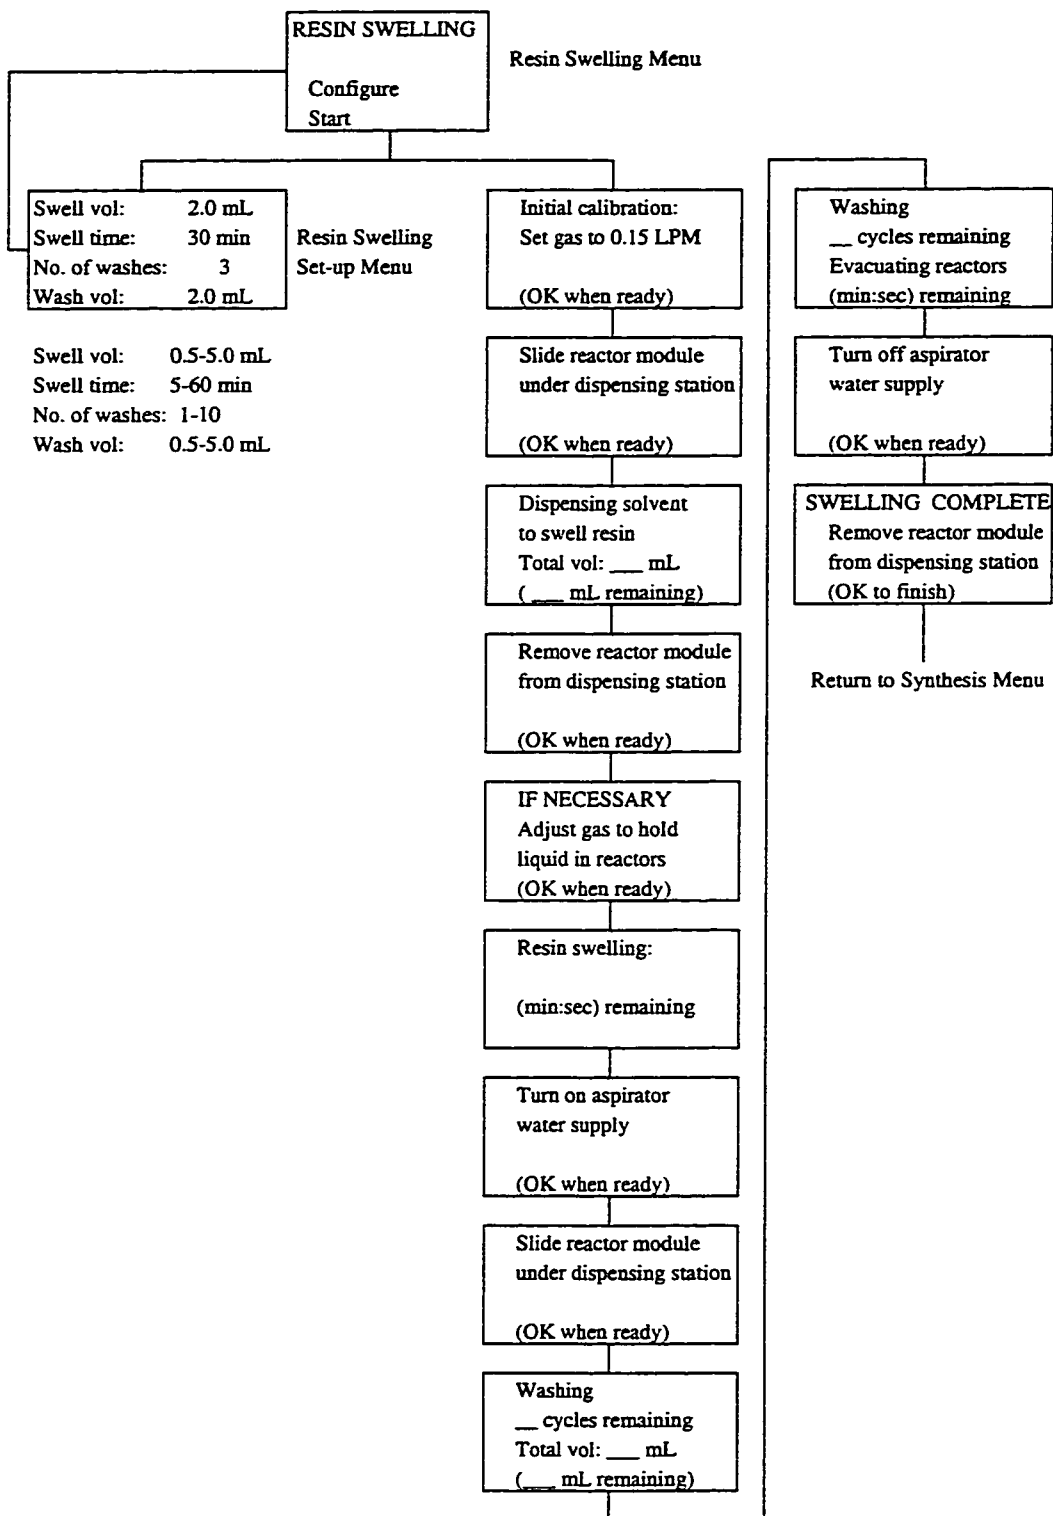 RESIN SWELLING
Configure
Start
Resin Swelling Menu
Swell vol: 2.0 mL
Swell time: 30 min
No. of washes: 3
Wash vol: 2.0 mL
Resin Swelling
Set-up Menu
Swell vol: 0.5-5.0 mL
Swell time: 5-60 min
No. of washes: 1-10
Wash vol: 0.5-5.0 mL
Initial calibration:
Set gas to 0.15 LPM
(OK when ready)
Slide reactor module
under dispensing station
(OK when ready)
Dispensing solvent
to swell resin
Total vol: ___ mL
( ___ mL remaining)
Remove reactor module
from dispensing station
(OK when ready)
IF NECESSARY
Adjust gas to hold
liquid in reactors
(OK when ready)
Resin swelling:
(min:sec) remaining
Turn on aspirator
water supply
(OK when ready)
Slide reactor module
under dispensing station
(OK when ready)
Washing
__ cycles remaining
Total vol: ___ mL
(___ mL remaining)
Washing
__ cycles remaining
Evacuating reactors
(min:sec) remaining
Turn off aspirator
water supply
(OK when ready)
SWELLING COMPLETE
Remove reactor module
from dispensing station
(OK to finish)
Return to Synthesis Menu